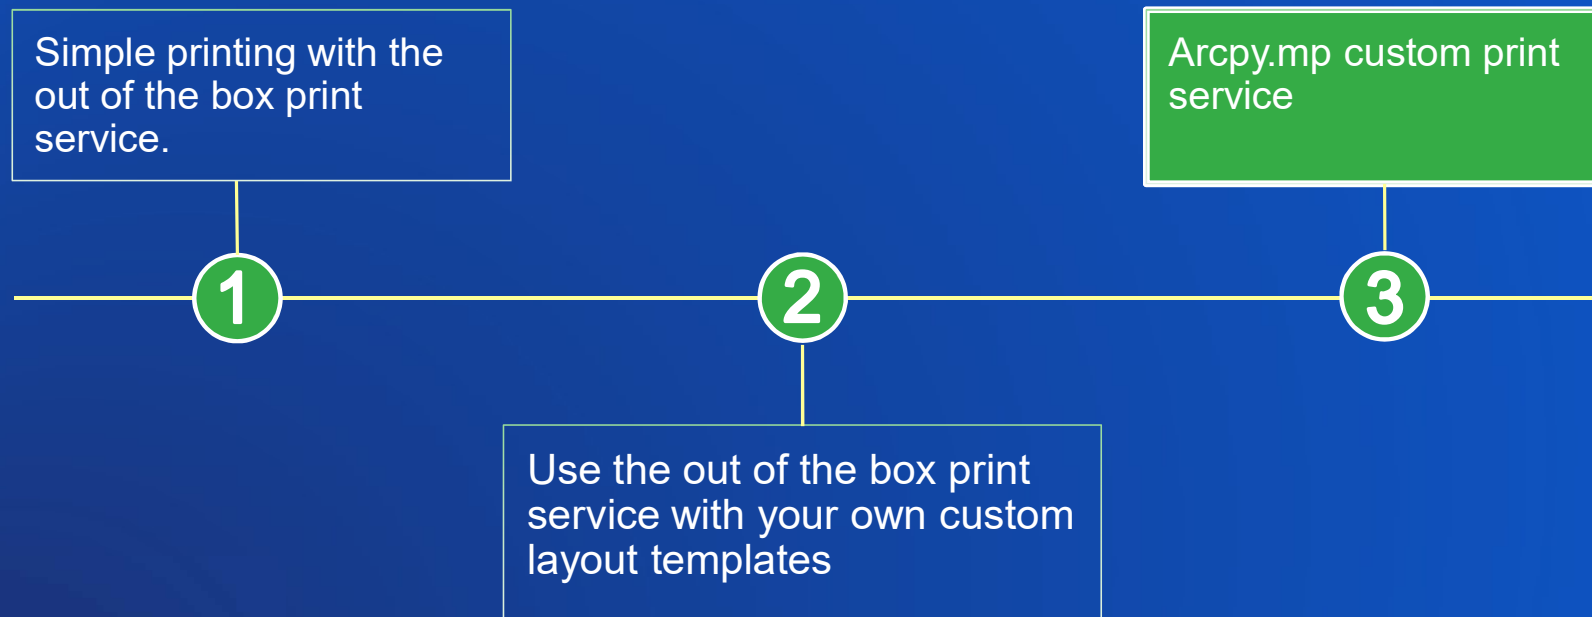 Simple printing with the
out of the box print
service.
Arcpy.mp custom print
service
1
2
3
Use the out of the box print
service with your own custom
layout templates